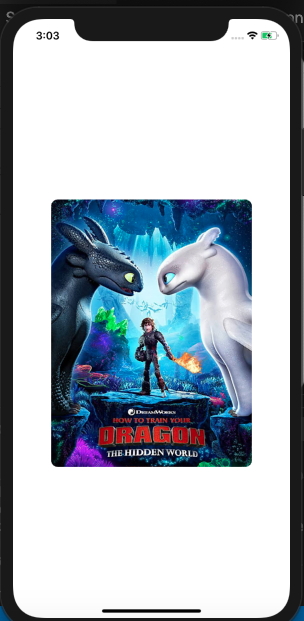 3:03
DREAMWORKS
HOW TO TRAIN YOUR
DRAGON
THE HIDDEN WORLD